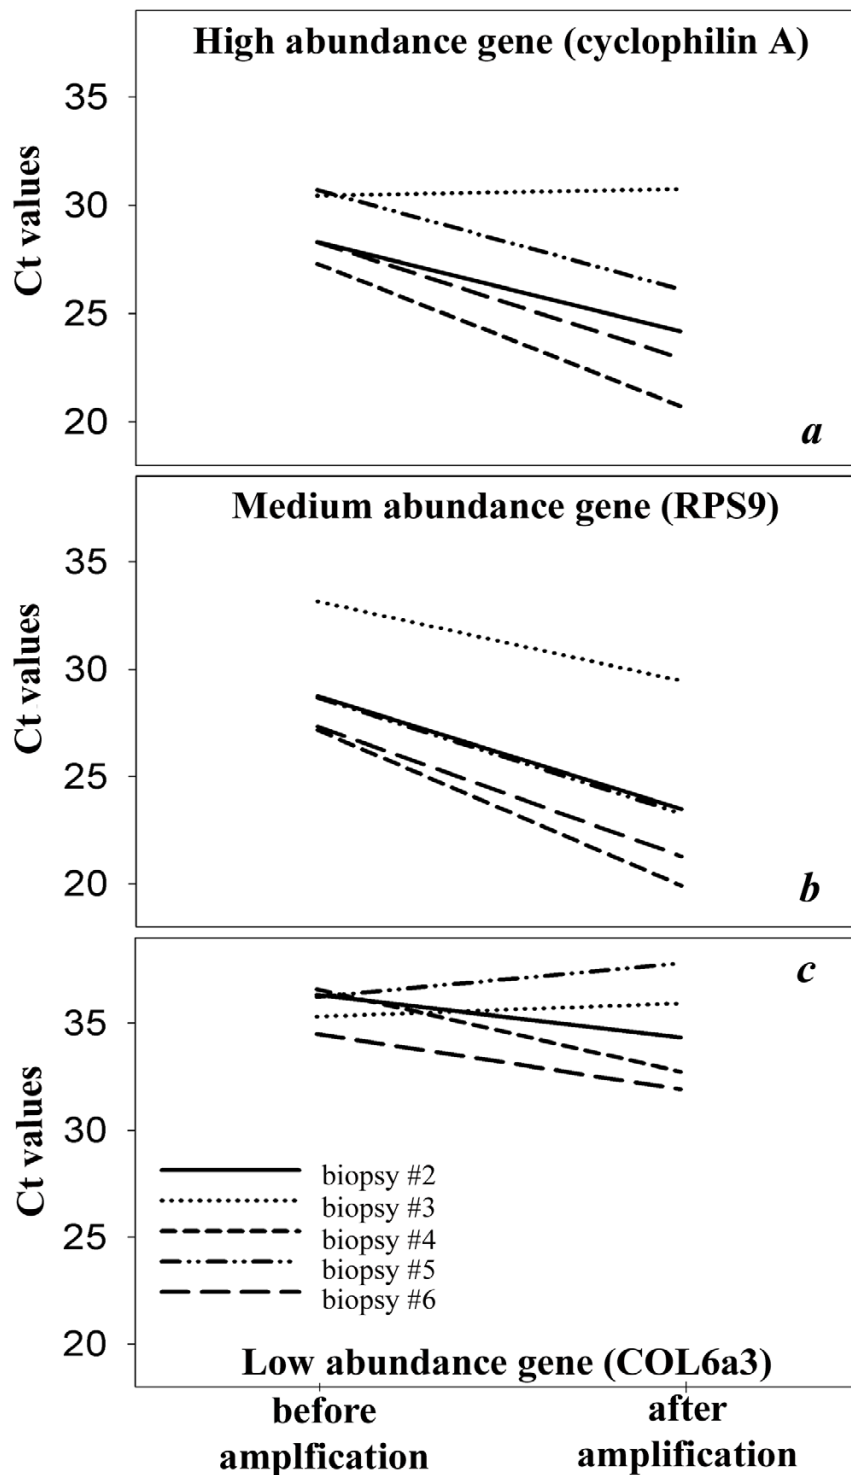 High abundance gene (cyclophilin A)
35
30
25
20
Ct values
a
Medium abundance gene (RPS9)
35
30
25
20
Ct values
b
c
35
30
25
20
Ct values
biopsy #2
biopsy #3
biopsy #4
biopsy #5
biopsy #6
Low abundance gene (COL6a3)
before
amplfification
after
amplification